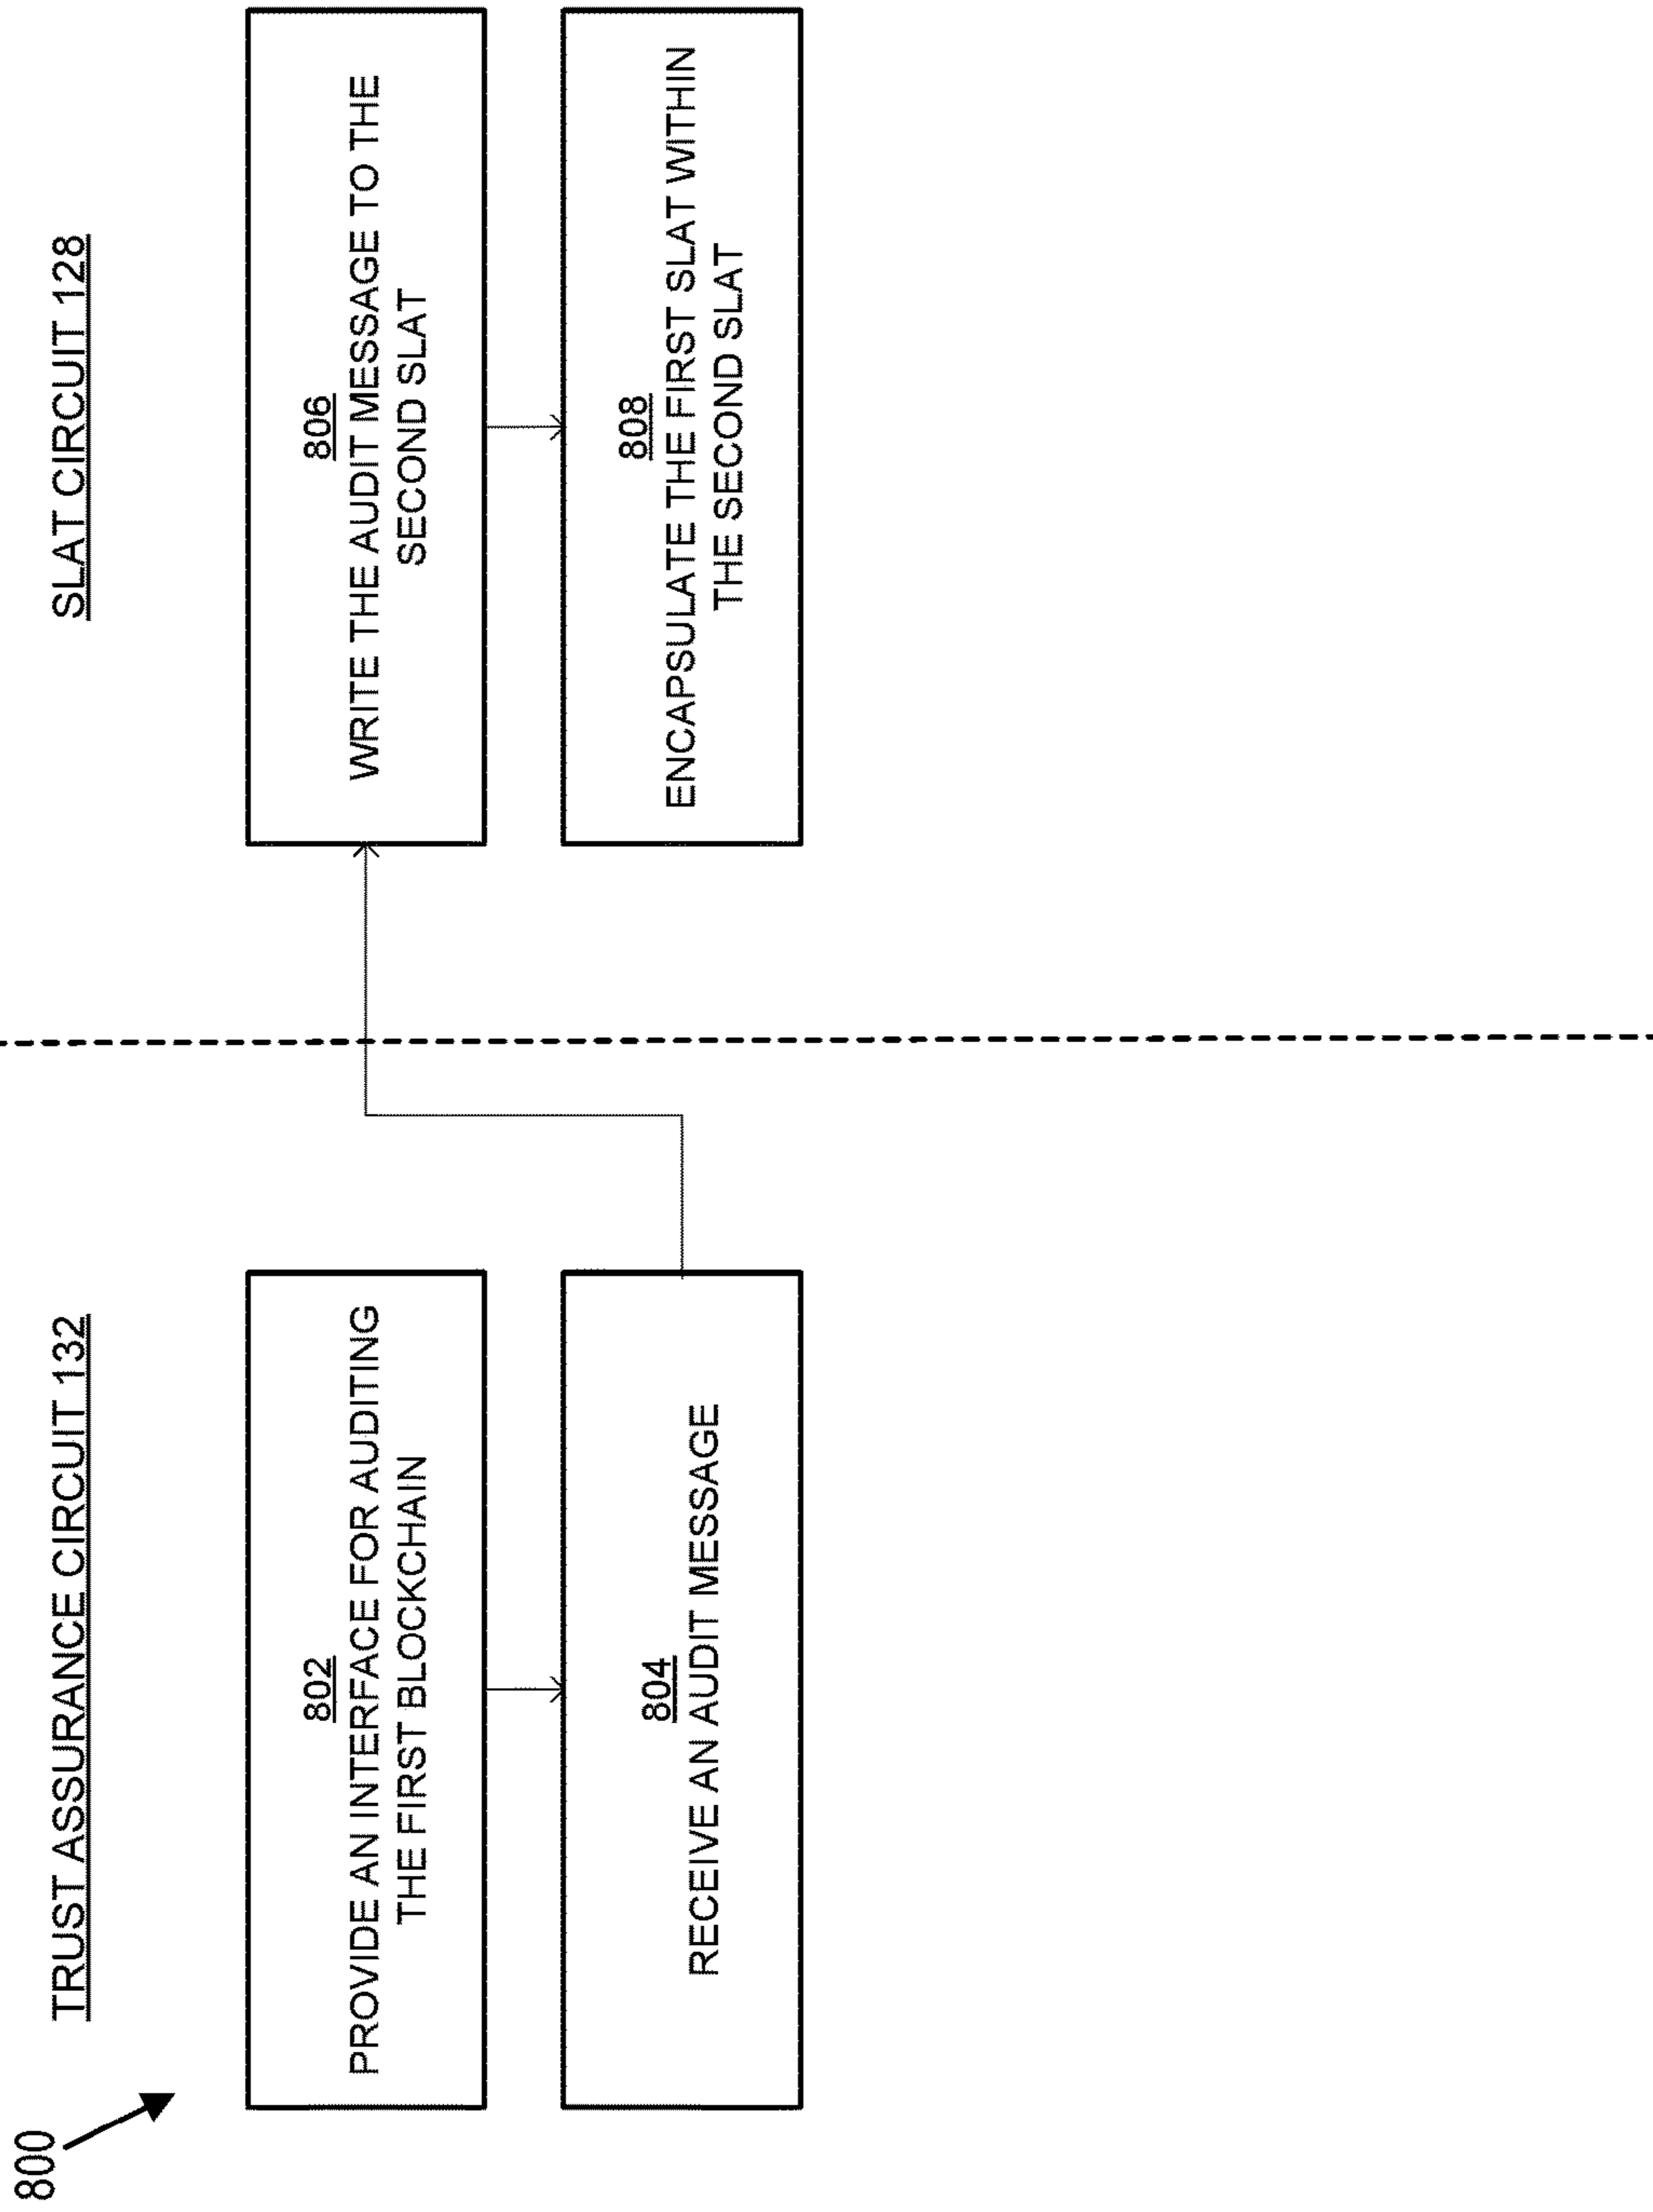 800
TRUST ASSURANCE CIRCUIT 132
802
PROVIDE AN INTERFACE FOR AUDITING
THE FIRST BLOCKCHAIN
804
RECEIVE AN AUDIT MESSAGE
SLAT CIRCUIT 128
806
WRITE THE AUDIT MESSAGE TO THE
SECOND SLAT
808
ENCAPSULATE THE FIRST SLAT WITHIN
THE SECOND SLAT